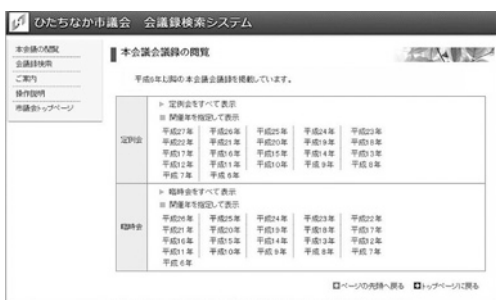 ひたちなか市議会 会議録検索システム
本会議の閲覧
会議録検索
ご案内
操作説明
市議会トップページ
本会議会議録の閲覧
平成6年以降の本会議会議録を掲載しています。
定例会
定例会をすべて表示
開催年を指定して表示
平成27年 平成26年 平成25年 平成24年 平成23年
平成22年 平成21年 平成20年 平成19年 平成18年
平成17年 平成16年 平成15年 平成14年 平成13年
平成12年 平成11年 平成10年 平成 9年 平成 8年
平成 7年 平成 6年
臨時会
臨時会をすべて表示
開催年を指定して表示
平成26年 平成25年 平成24年 平成23年 平成22年
平成21年 平成20年 平成19年 平成18年 平成17年
平成16年 平成15年 平成14年 平成13年 平成12年
平成11年 平成10年 平成 9年 平成 8年 平成 7年
平成 6年
ページの先頭へ戻る トップページに戻る